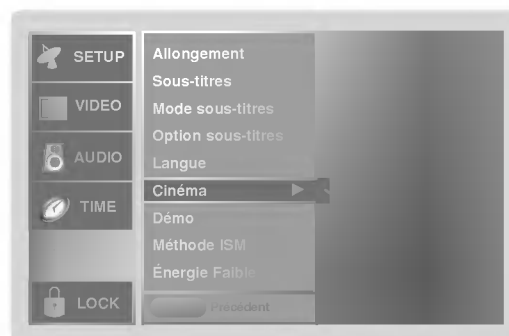 SETUP
VIDEO
AUDIO
TIME
LOCK
Allongement
Sous-titres
Mode sous-titres
Option sous-titres
Langue
Cinéma
Démo
Méthode ISM
Énergie Faible
Précédent